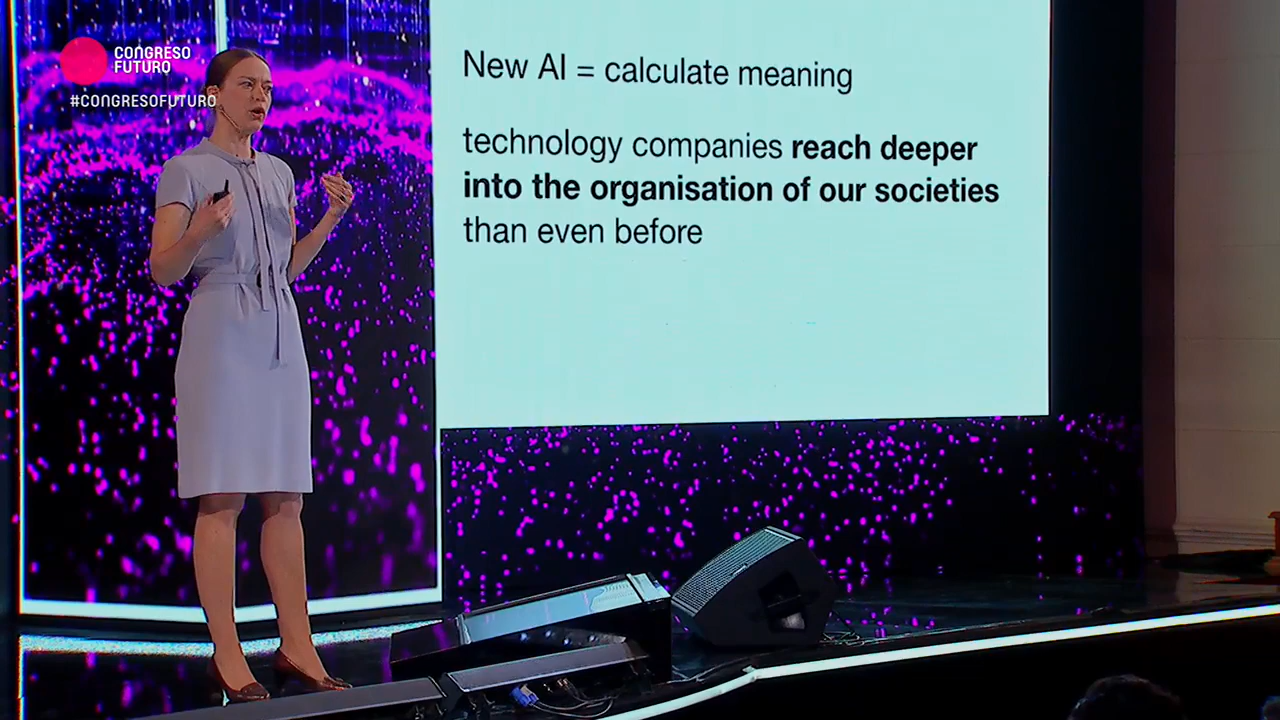 CONGRESO
FUTURO
#CONGRESOFUTURO
New AI = calculate meaning
technology companies reach deeper
into the organisation of our societies
than even before